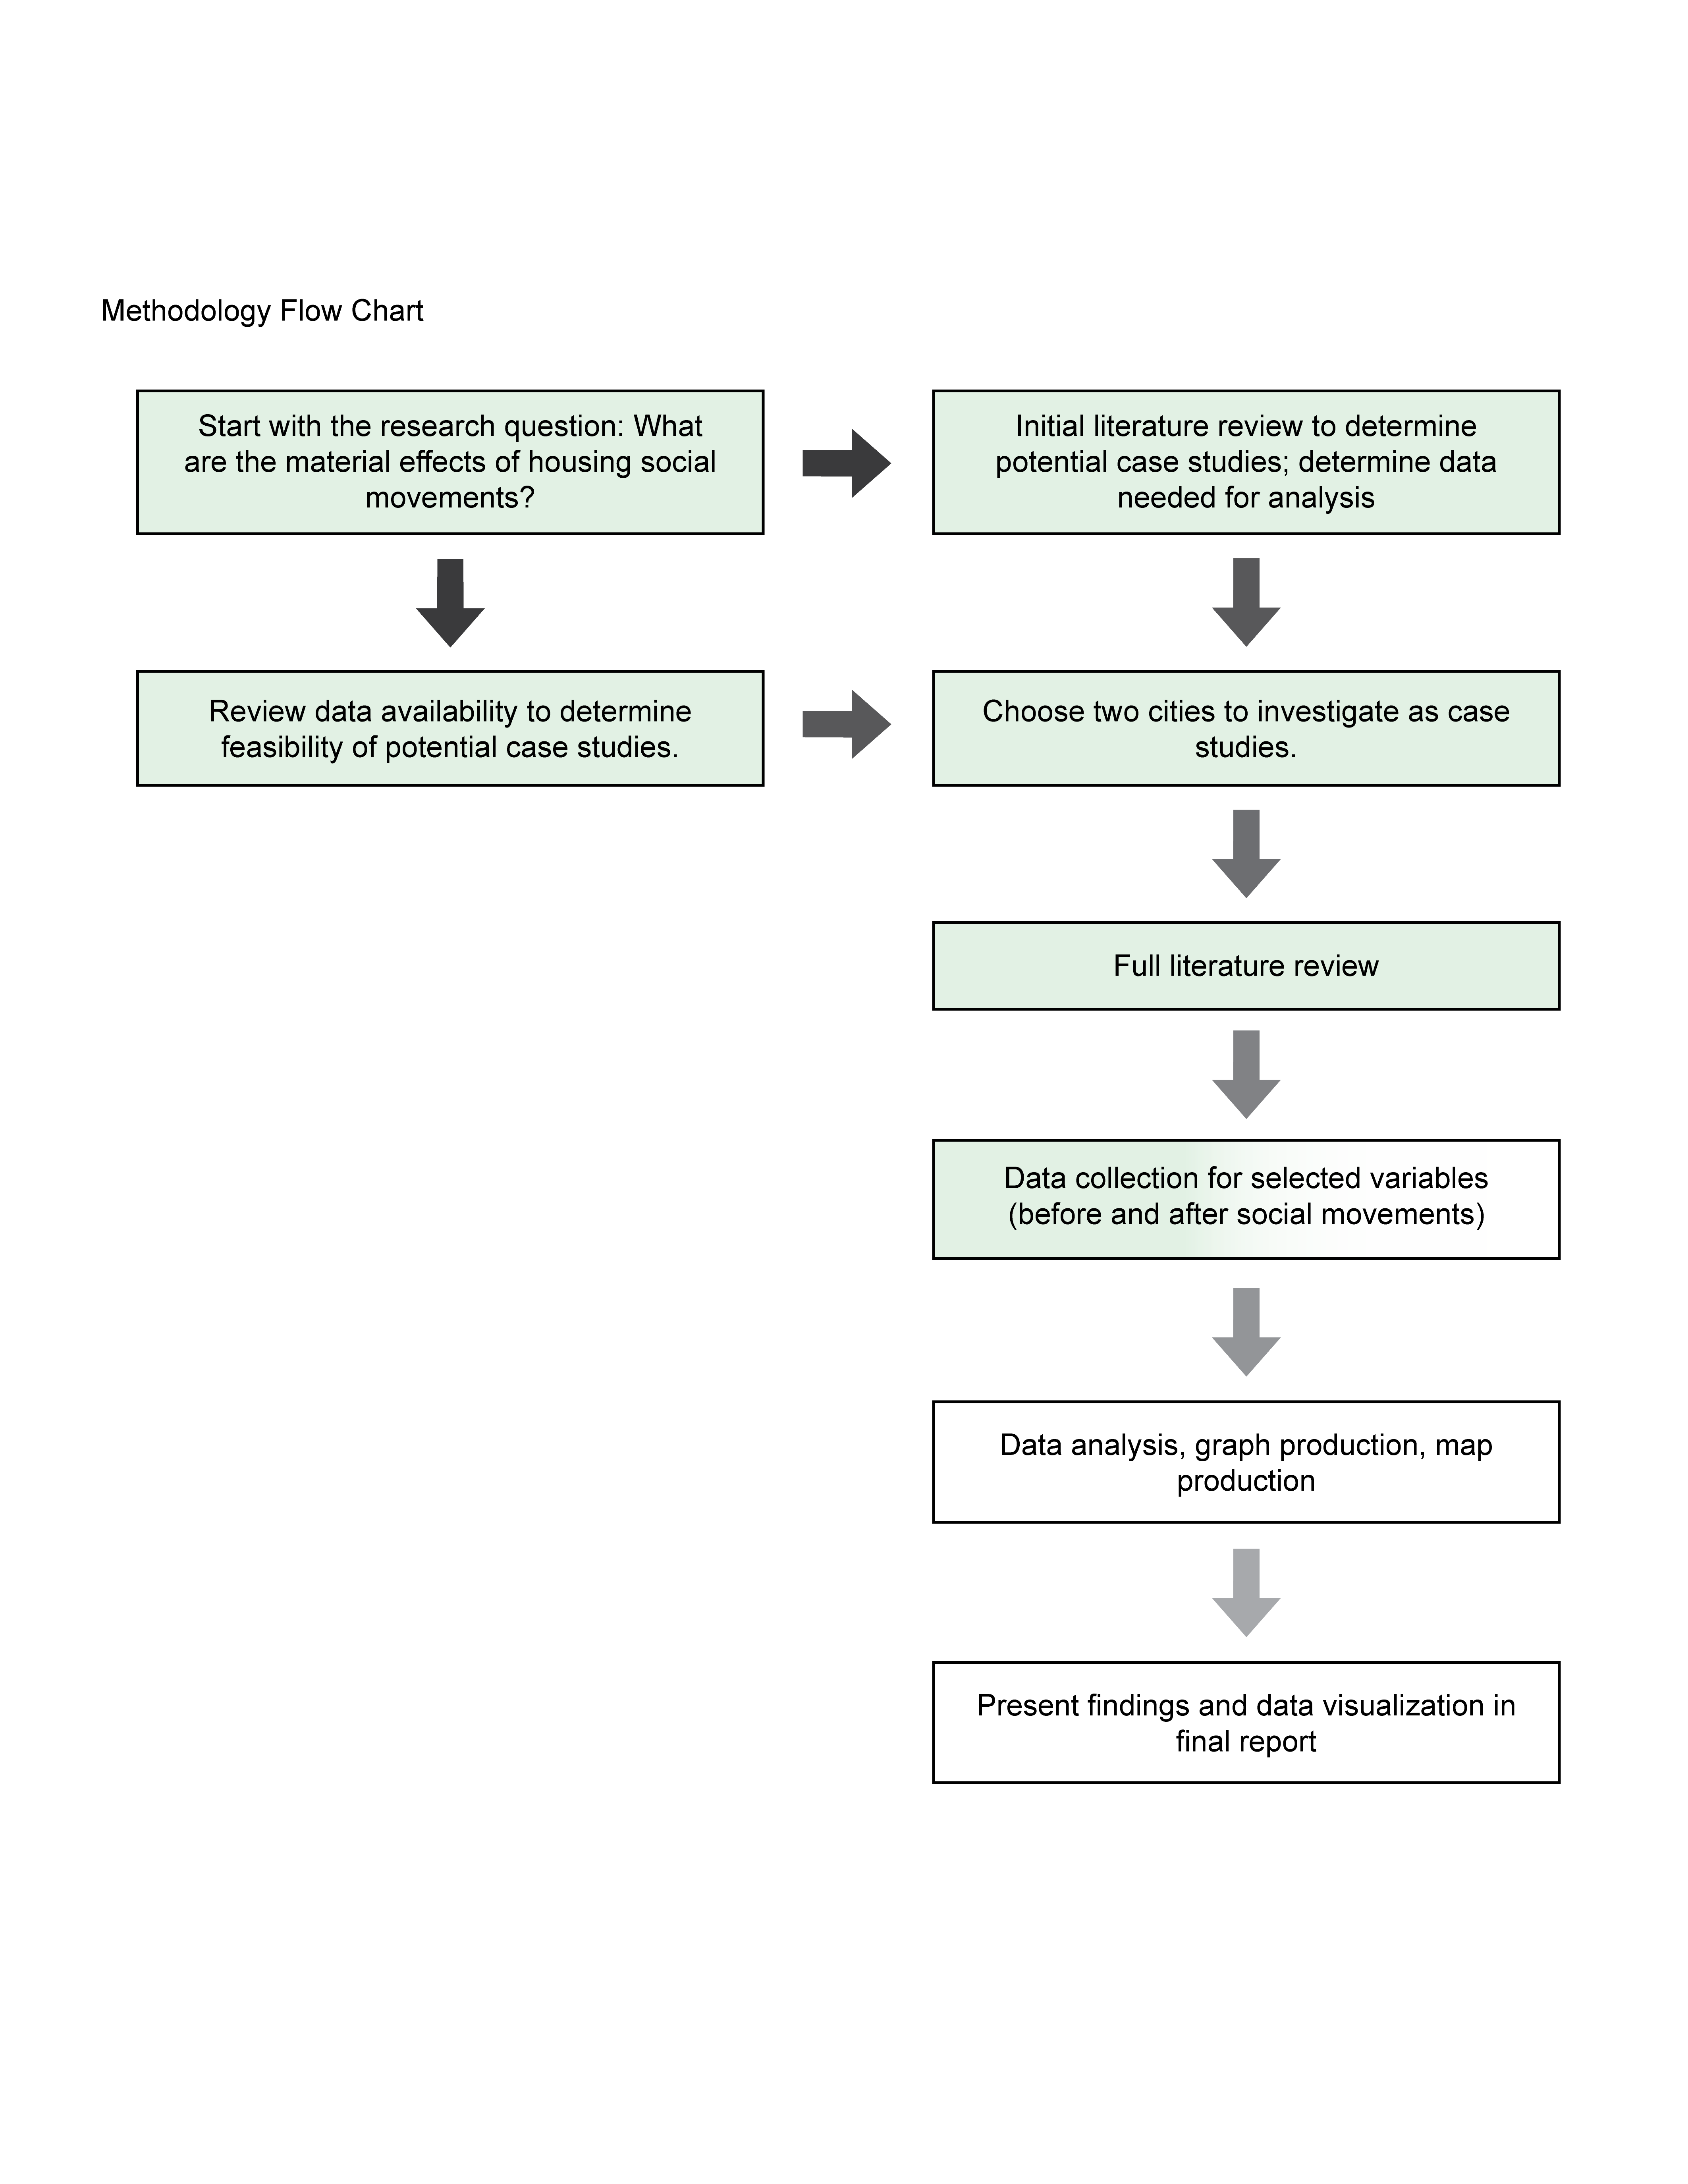 Methodology Flow Chart
Start with the research question: What
are the material effects of housing social
movements?
Initial literature review to determine
potential case studies; determine data
needed for analysis
Review data availability to determine
feasibility of potential case studies.
Choose two cities to investigate as case
studies.
Full literature review
Data collection for selected variables
(before and after social movements)
Data analysis, graph production, map
production
Present findings and data visualization in
final report